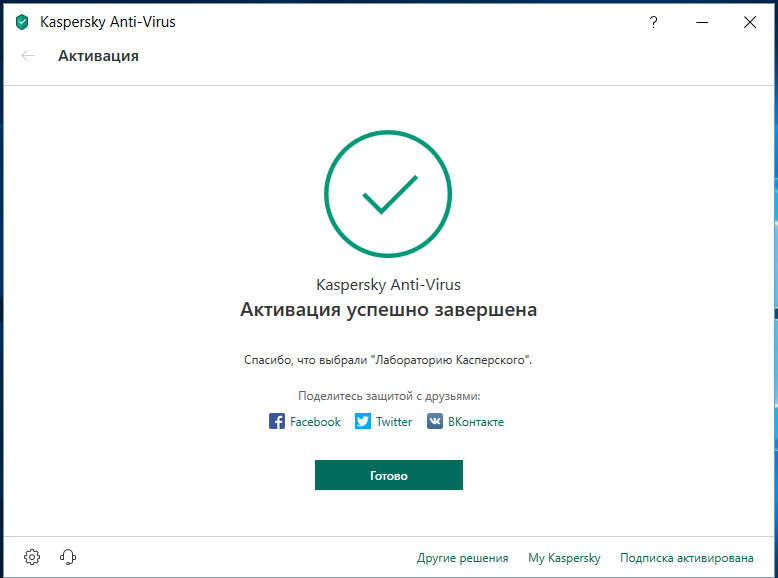 Kaspersky Anti-Virus
?
Активация
Kaspersky Anti-Virus
Активация успешно завершена
Спасибо, что выбрали "Лабораторию Касперского".
Поделитесь защитой с друзьями:
Facebook Twitter ВКонтакте
Готово
Другие решения My Kaspersky Подписка активирована